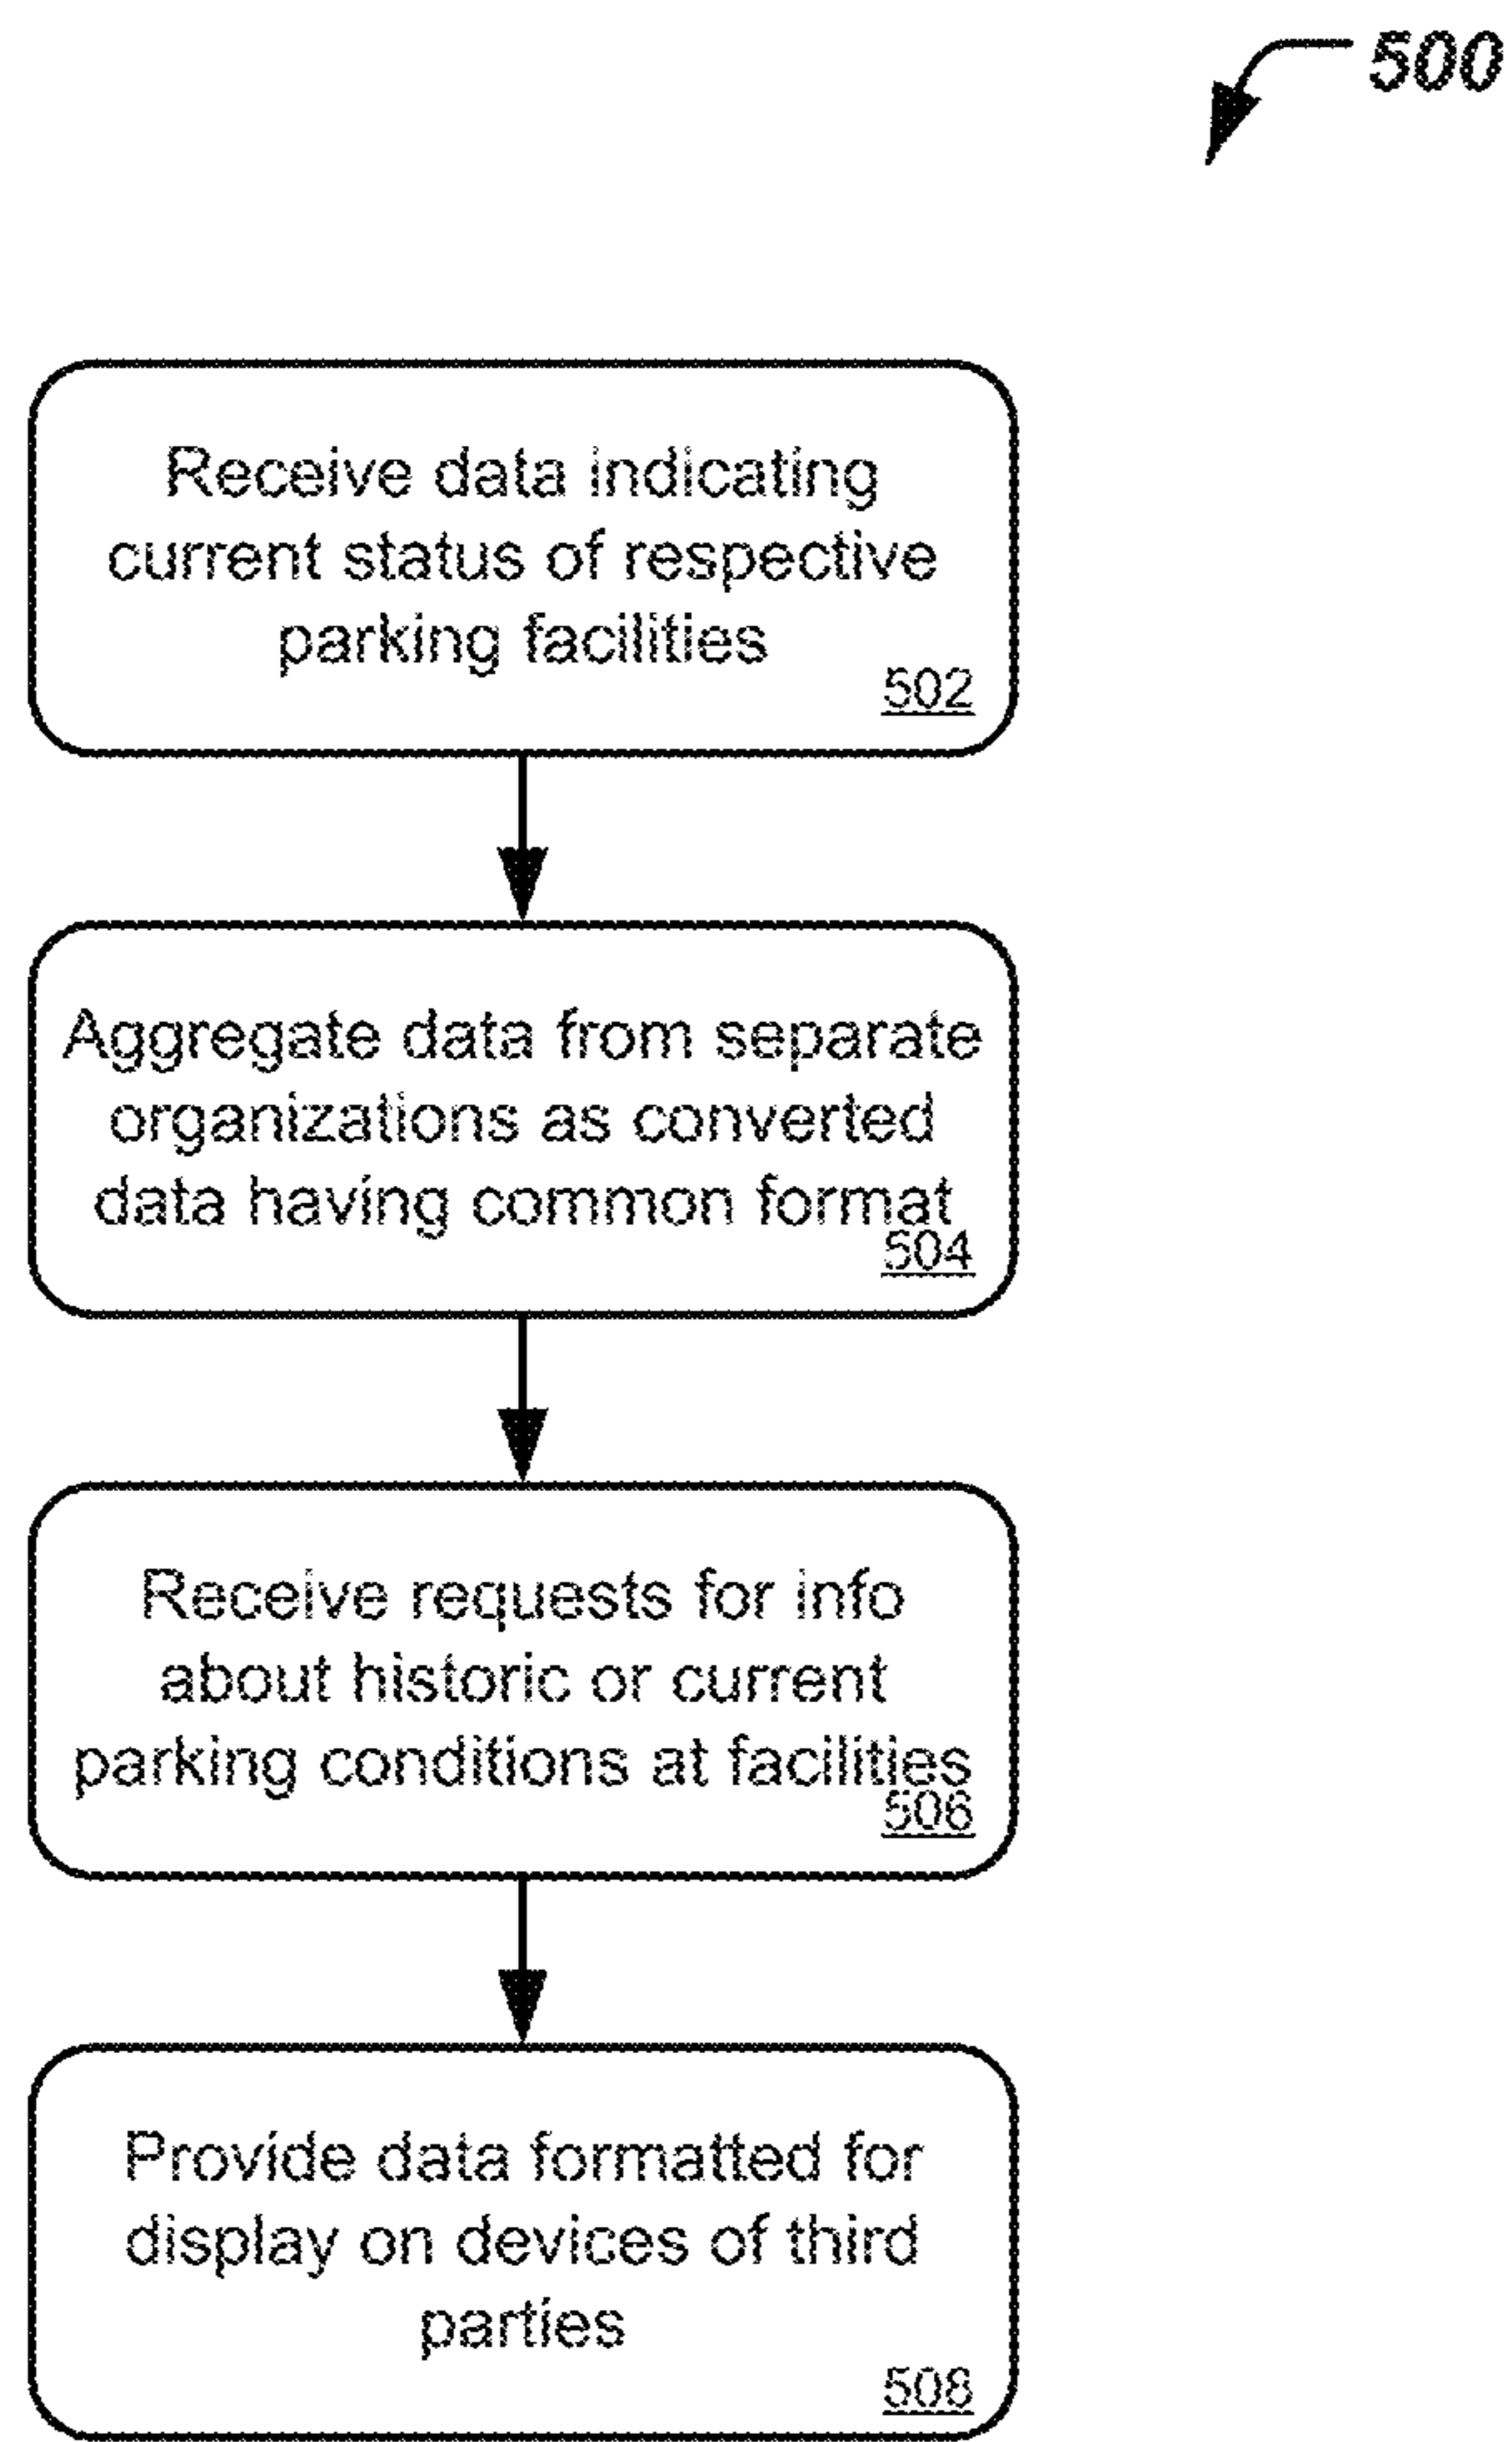 500
Receive data indicating
current status of respective
parking facilities
502
Aggregate data from separate
organizations as converted
data having common format
504
Receive requests for info
about historic or current
parking conditions at facilities
506
Provide data formatted for
display on devices of third
parties
508